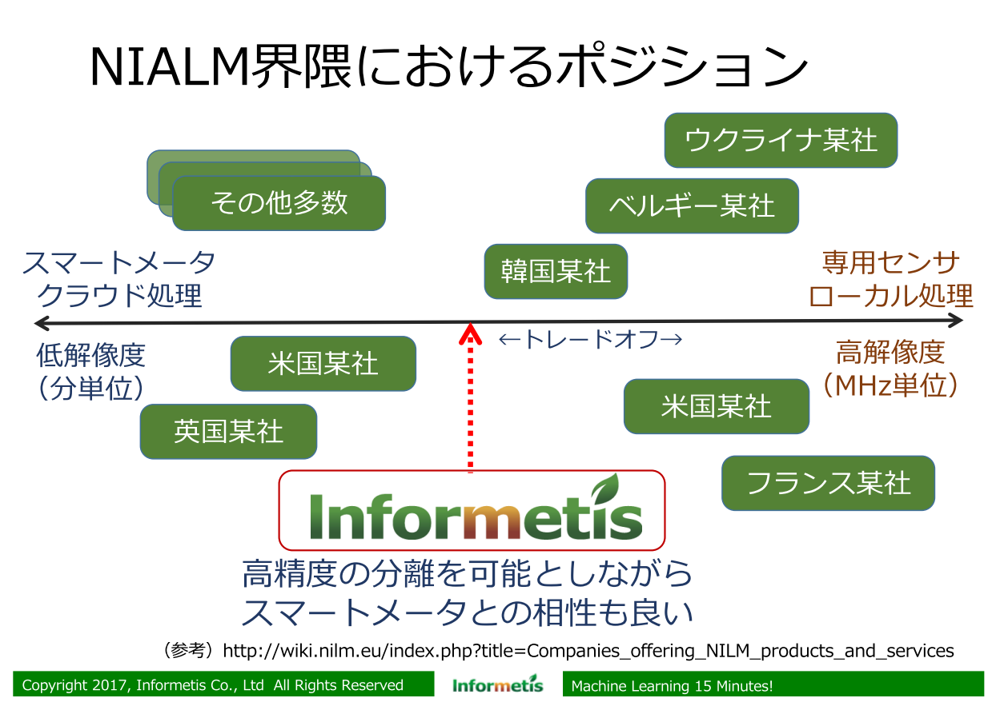 NIALM界隈におけるポジション
ウクライナ某社
その他多数
ベルギー某社
韓国某社
スマートメータ
クラウド処理
専用センサ
ローカル処理
←トレードオフ→
低解像度
（分単位）
高解像度
（MHz単位）
米国某社
米国某社
英国某社
フランス某社
Informetis
高精度の分離を可能としながら
スマートメータとの相性も良い
（参考）http://wiki.nilm.eu/index.php?title=Companies_offering_NILM_products_and_services
Copyright 2017, Informetis Co., Ltd  All Rights Reserved
Informetis
Machine Learning 15 Minutes!